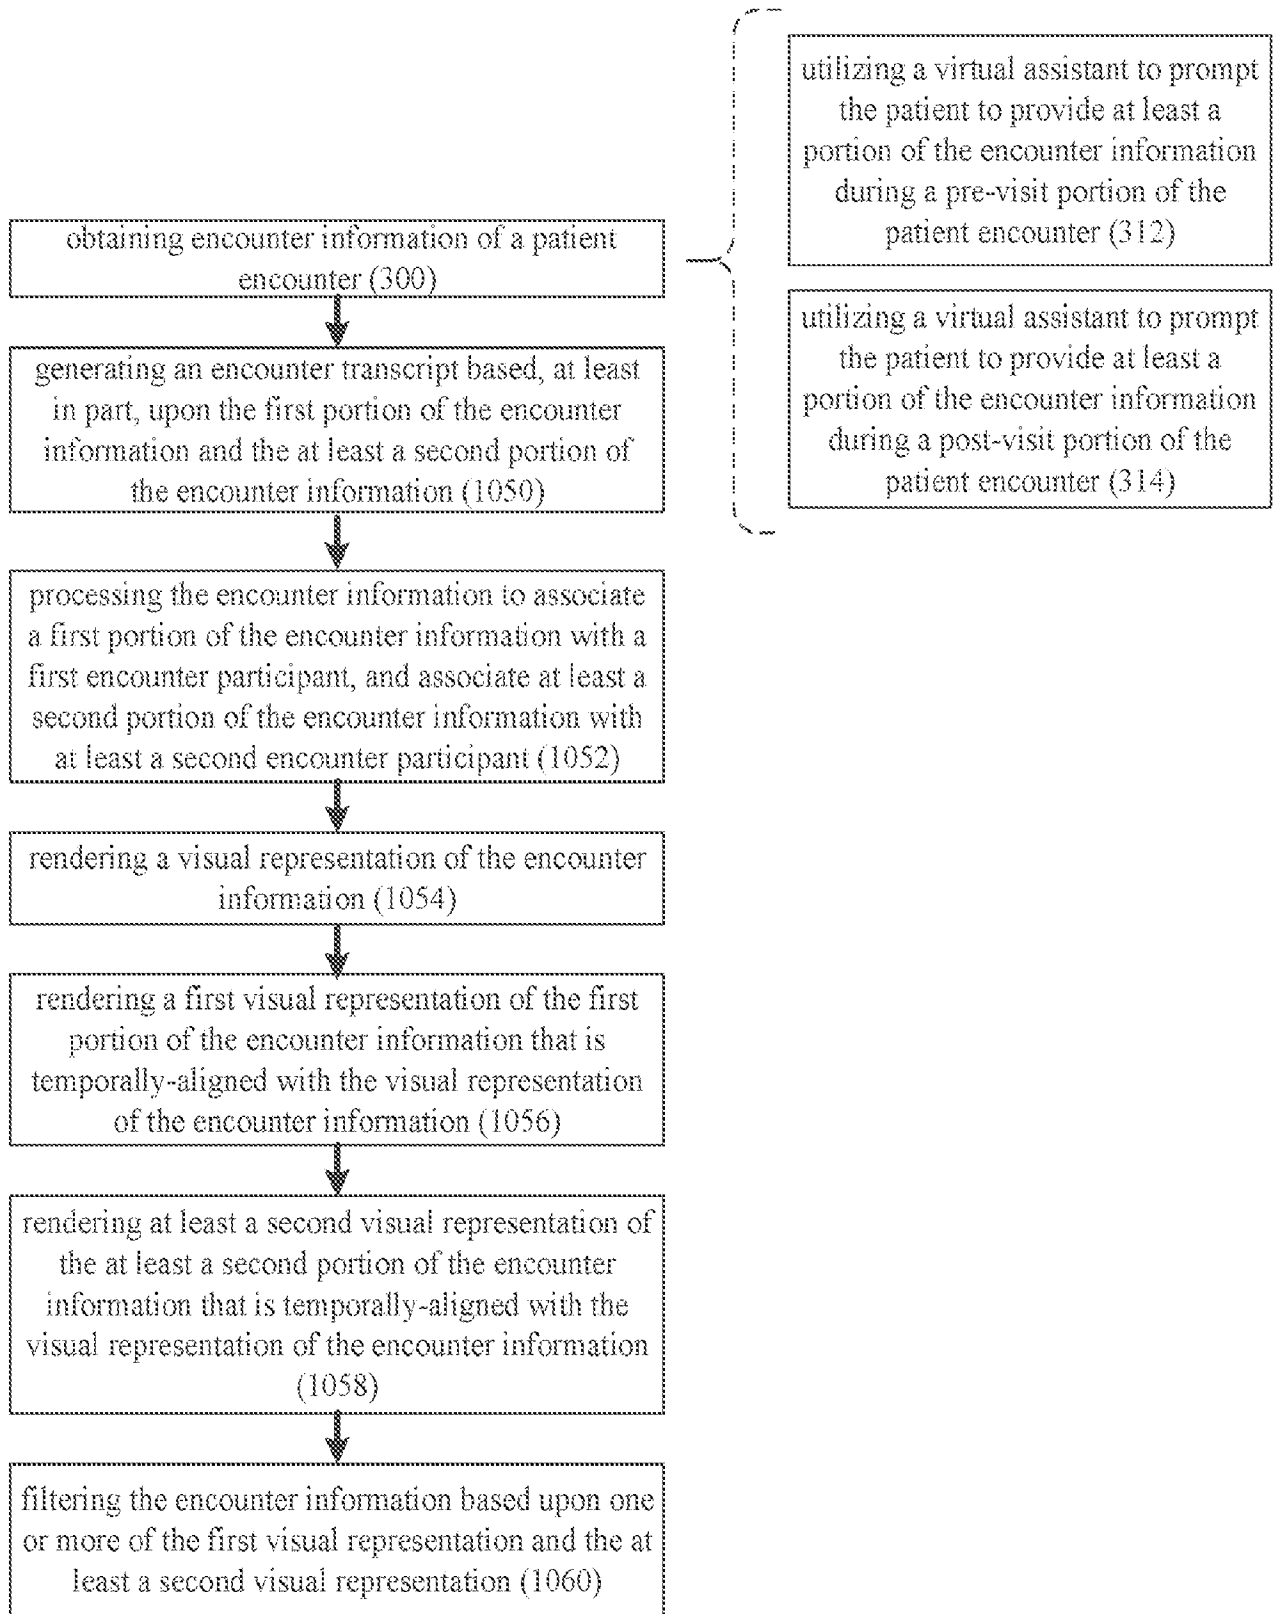 obtaining encounter information of a patient
encounter (300)
utilizing a virtual assistant to prompt
the patient to provide at least a
portion of the encounter information
during a pre-visit portion of the
patient encounter (312)
utilizing a virtual assistant to prompt
the patient to provide at least a
portion of the encounter information
during a post-visit portion of the
patient encounter (314)
generating an encounter transcript based, at least
in part, upon the first portion of the encounter
information and the at least a second portion of
the encounter information (1050)
processing the encounter information to associate
a first portion of the encounter information with a
first encounter participant, and associate at least a
second portion of the encounter information with
at least a second encounter participant (1052)
rendering a visual representation of the encounter
information (1054)
rendering a first visual representation of the first
portion of the encounter information that is
temporally-aligned with the visual representation
of the encounter information (1056)
rendering at least a second visual representation of
the at least a second portion of the encounter
information that is temporally-aligned with the
visual representation of the encounter information
(1058)
filtering the encounter information based upon one
or more of the first visual representation and the at
least a second visual representation (1060)